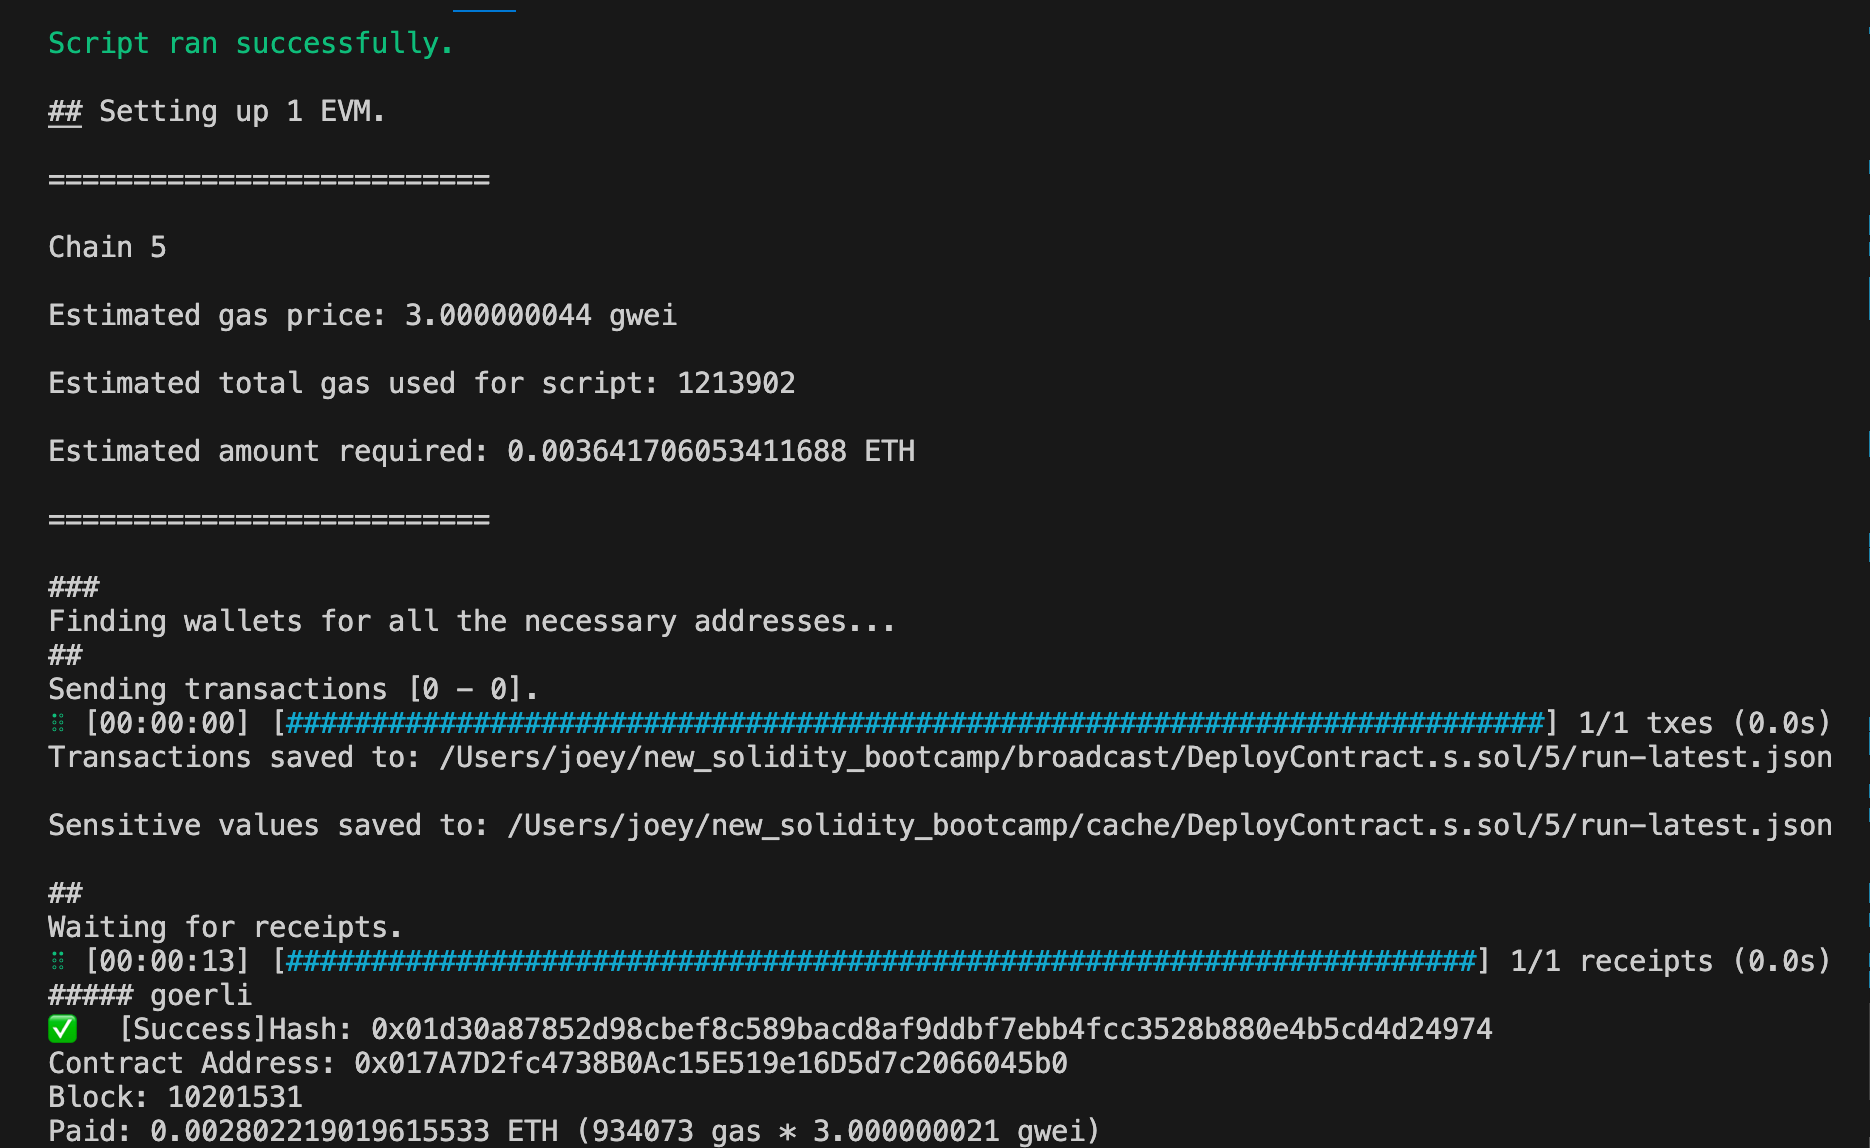 Script ran successfully.
## Setting up 1 EVM.
==========================
Chain 5
Estimated gas price: 3.000000044 gwei
Estimated total gas used for script: 1213902
Estimated amount required: 0.003641706053411688 ETH
==========================
###
Finding wallets for all the necessary addresses...
##
Sending transactions [0 - 0].
⠿ [00:00:00] [##########################################################################] 1/1 txes (0.0s)
Transactions saved to: /Users/joey/new_solidity_bootcamp/broadcast/DeployContract.s.sol/5/run-latest.json
Sensitive values saved to: /Users/joey/new_solidity_bootcamp/cache/DeployContract.s.sol/5/run-latest.json
##
Waiting for receipts.
⠿ [00:00:13] [######################################################################] 1/1 receipts (0.0s)
##### goerli
✅  [Success]Hash: 0x01d30a87852d98cbef8c589bacd8af9ddbf7ebb4fcc3528b880e4b5cd4d24974
Contract Address: 0x017A7D2fc4738B0Ac15E519e16D5d7c2066045b0
Block: 10201531
Paid: 0.002802219019615533 ETH (934073 gas * 3.000000021 gwei)